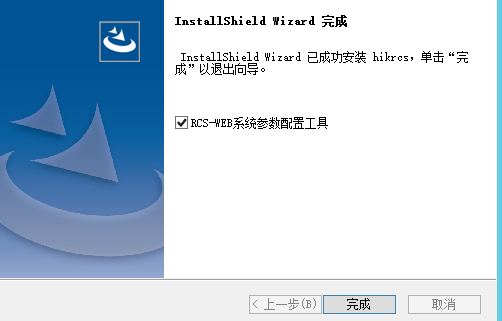 InstallShield Wizard 完成
InstallShield Wizard 已成功安装 hikrcs，单击“完
成”以退出向导。
RCS-WEB系统参数配置工具
< 上一步(B)
完成
取消